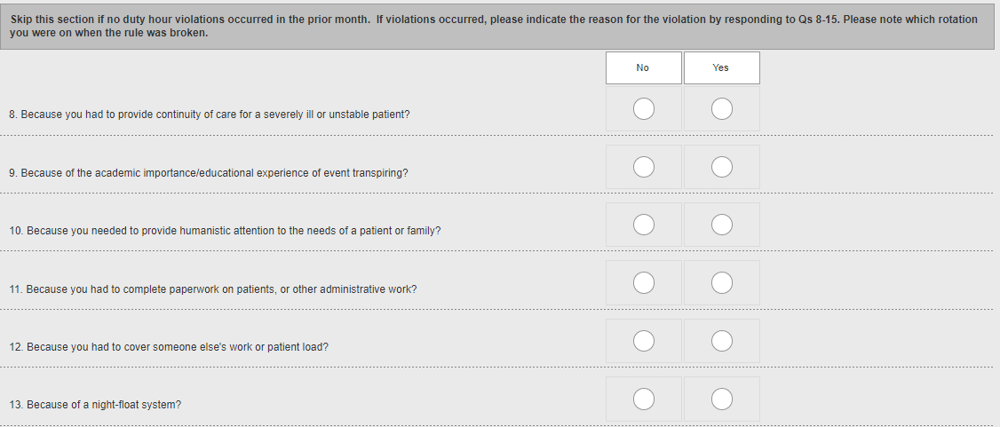 Skip this section if no duty hour violations occurred in the prior month.  If violations occurred, please indicate the reason for the violation by responding to Qs 8-15. Please note which rotation
you were on when the rule was broken.
No Yes
8. Because you had to provide continuity of care for a severely ill or unstable patient?
9. Because of the academic importance/educational experience of event transpiring?
10. Because you needed to provide humanistic attention to the needs of a patient or family?
11. Because you had to complete paperwork on patients, or other administrative work?
12. Because you had to cover someone else's work or patient load?
13. Because of a night-float system?